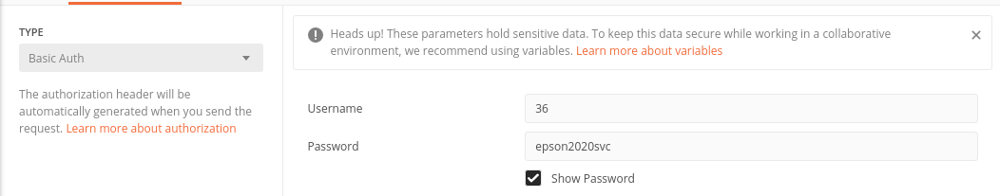 TYPE
Basic Auth
The authorization header will be
automatically generated when you send the
request. Learn more about authorization
Heads up! These parameters hold sensitive data. To keep this data secure while working in a collaborative
environment, we recommend using variables. Learn more about variables
Username
36
Password
epson2020svc
Show Password